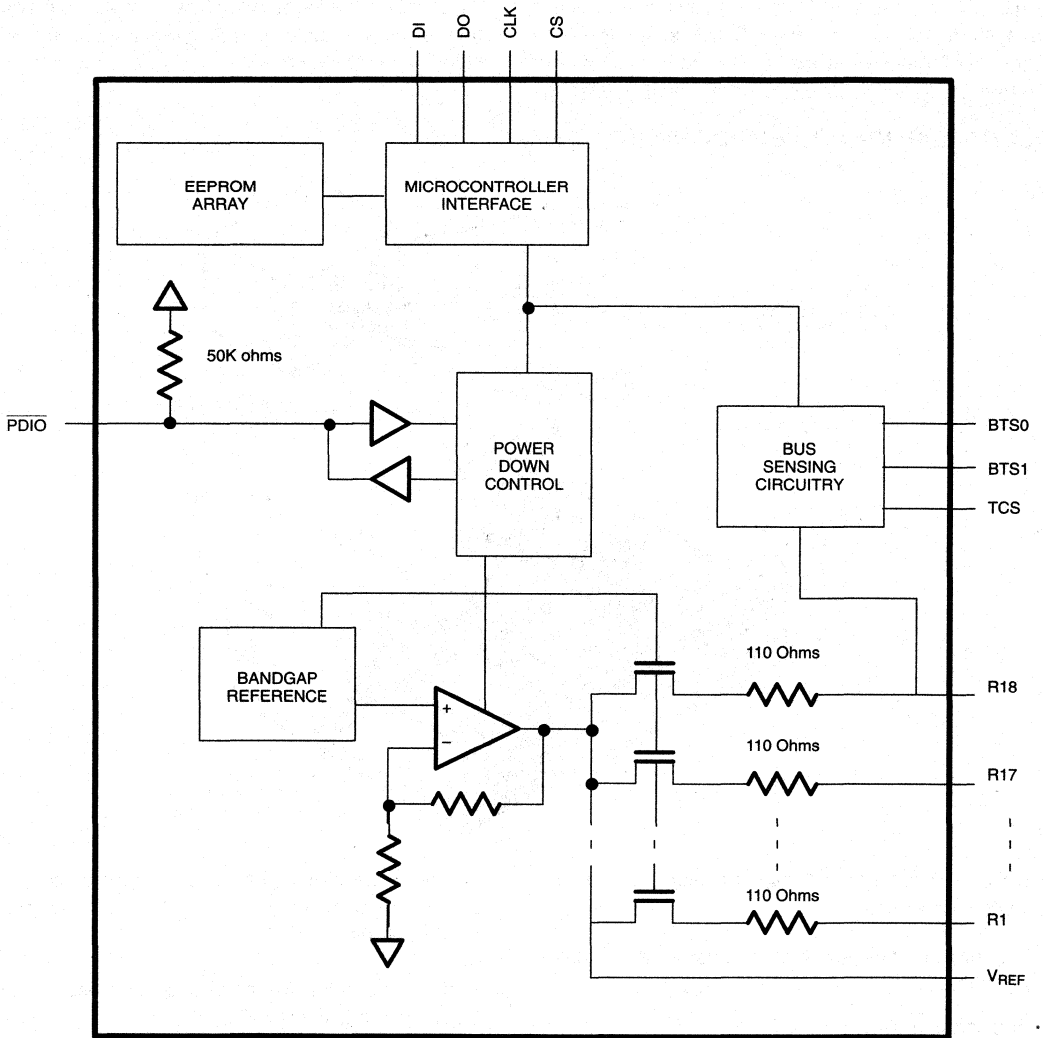 DI
DO
CLK
CS
EEPROM
ARRAY
MICROCONTROLLER
INTERFACE
50K ohms
PDIO
POWER
DOWN
CONTROL
BUS
SENSING
CIRCUITRY
BTS0
BTS1
TCS
BANDGAP
REFERENCE
+
−
110 Ohms
R18
110 Ohms
R17
110 Ohms
R1
VREF